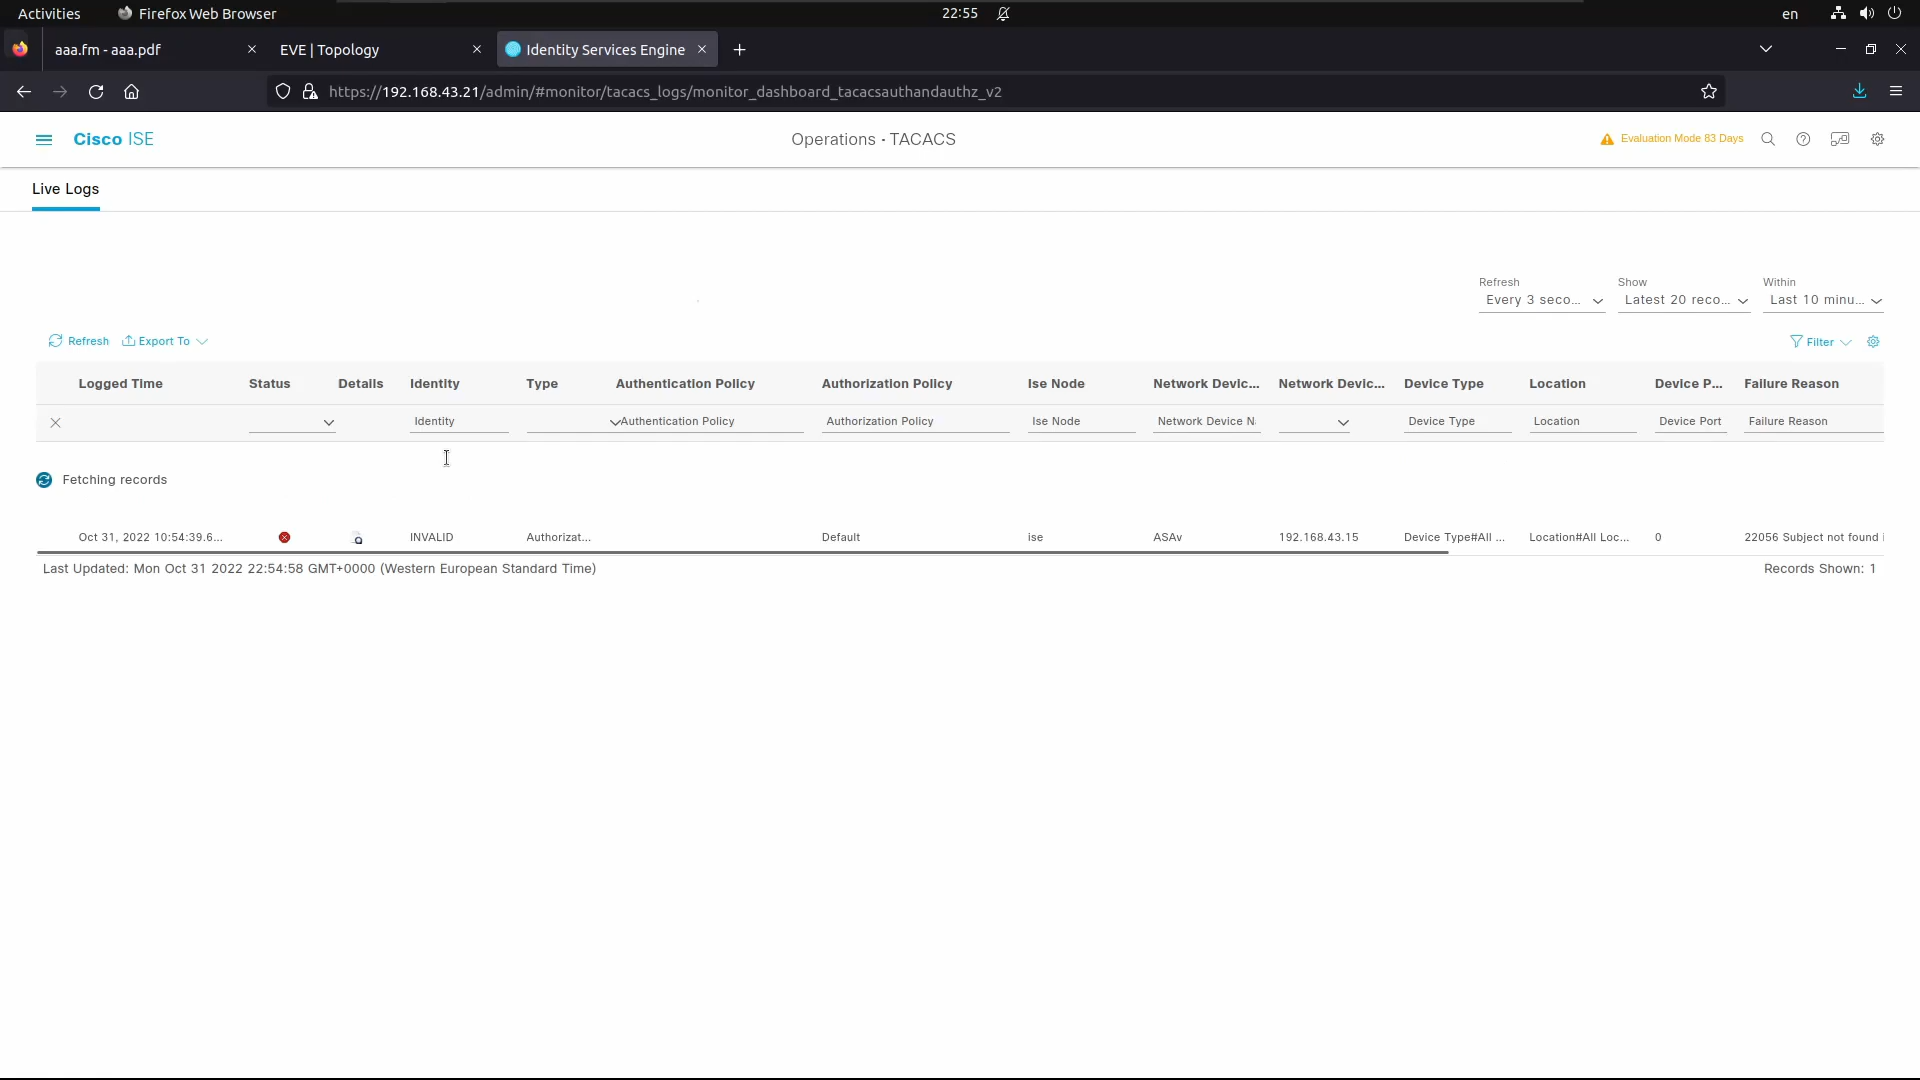 Activities Firefox Web Browser 22:55 en
aaa.fm - aaa.pdf EVE | Topology Identity Services Engine
https://192.168.43.21/admin/#monitor/tacacs_logs/monitor_dashboard_tacacsauthandauthz_v2
Cisco ISE Operations · TACACS Evaluation Mode 83 Days
Live Logs
Refresh Show Within
Every 3 seco... Latest 20 reco... Last 10 minu...
Refresh Export To Filter
Logged Time Status Details Identity Type Authentication Policy Authorization Policy Ise Node Network Devic... Network Devic... Device Type Location Device P... Failure Reason
Identity Authentication Policy Authorization Policy Ise Node Network Device N Device Type Location Device Port Failure Reason
Fetching records
Oct 31, 2022 10:54:39.6... INVALID Authorizat... Default ise ASAv 192.168.43.15 Device Type#All ... Location#All Loc... 0 22056 Subject not found
Last Updated: Mon Oct 31 2022 22:54:58 GMT+0000 (Western European Standard Time) Records Shown: 1